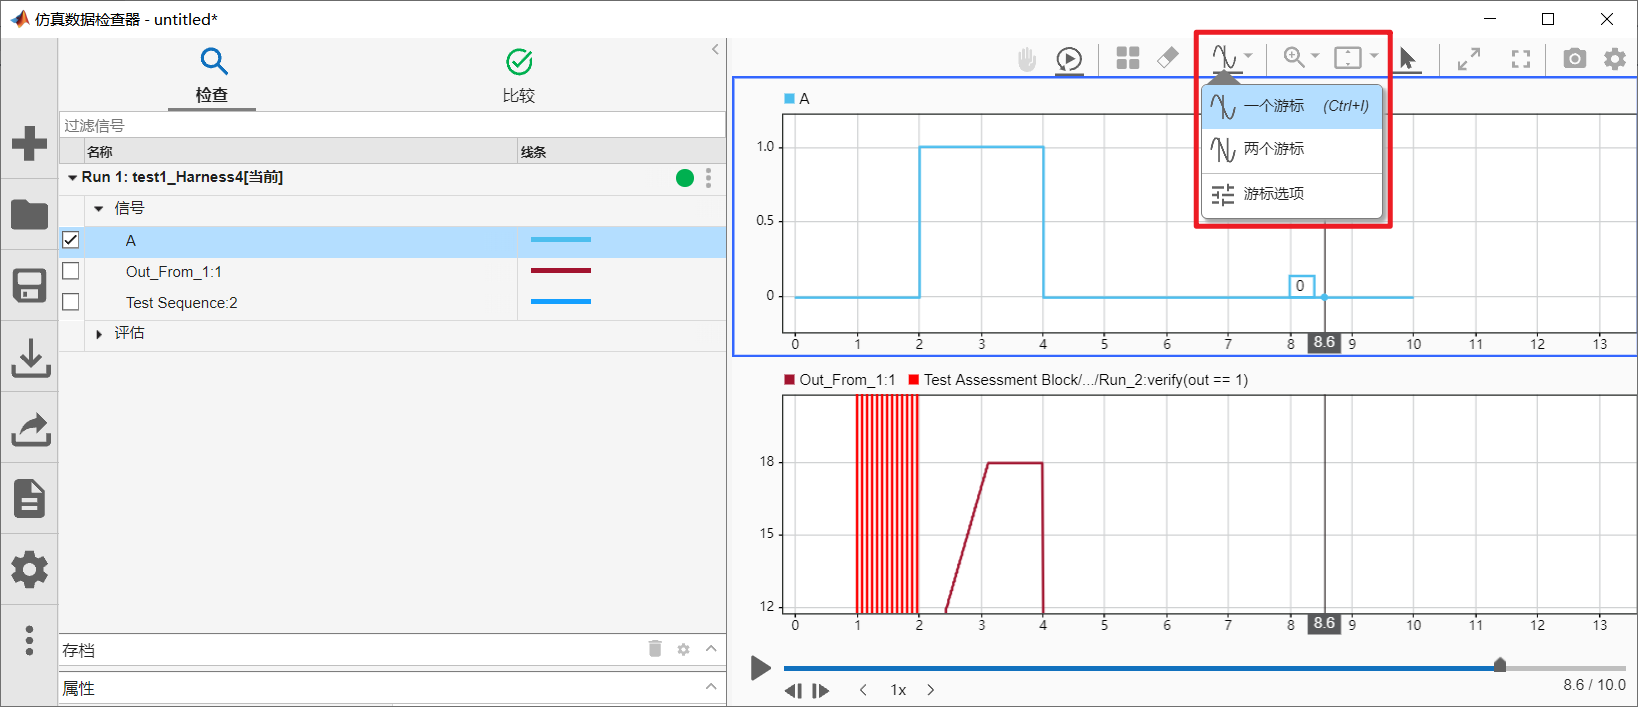 仿真数据检查器 - untitled*
检查
比较
过滤信号
名称 线条
Run 1: test1_Harness4[当前]
信号
A
Out_From_1:1
Test Sequence:2
评估
存档
属性
一个游标 (Ctrl+I)
两个游标
游标选项
A
1.0
0.5
0
0
0 1 2 3 4 5 6 7 8 8.6 9 10 11 12 13
Out_From_1:1 Test Assessment Block/.../Run_2:verify(out == 1)
18
15
12
0 1 2 3 4 5 6 7 8 8.6 9 10 11 12 13
1x
8.6 / 10.0